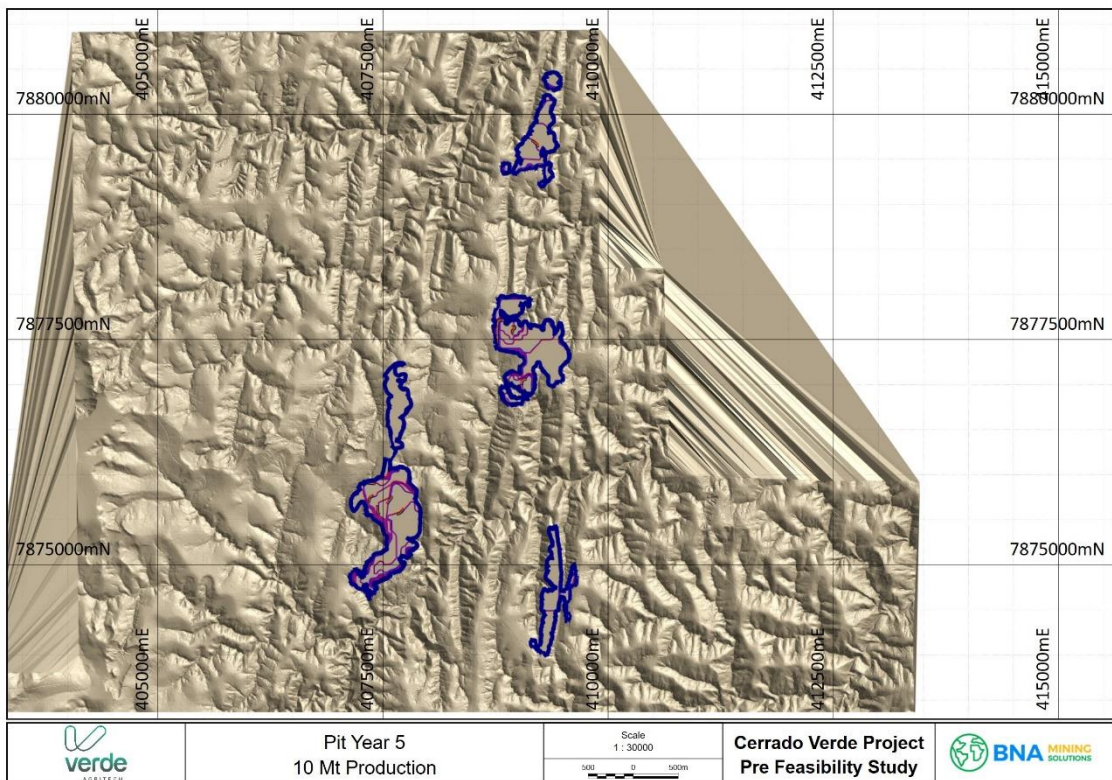 405000mE
407500mE
410000mE
412500mE
415000mE
7880000mN
7880000mN
7877500mN
7877500mN
7875000mN
7875000mN
405000mE
407500mE
410000mE
412500mE
415000mE
verde
AGRITECH
Pit Year 5
10 Mt Production
Scale
1 : 30000
500 0 500m
Cerrado Verde Project
Pre Feasibility Study
BNA MINING
SOLUTIONS